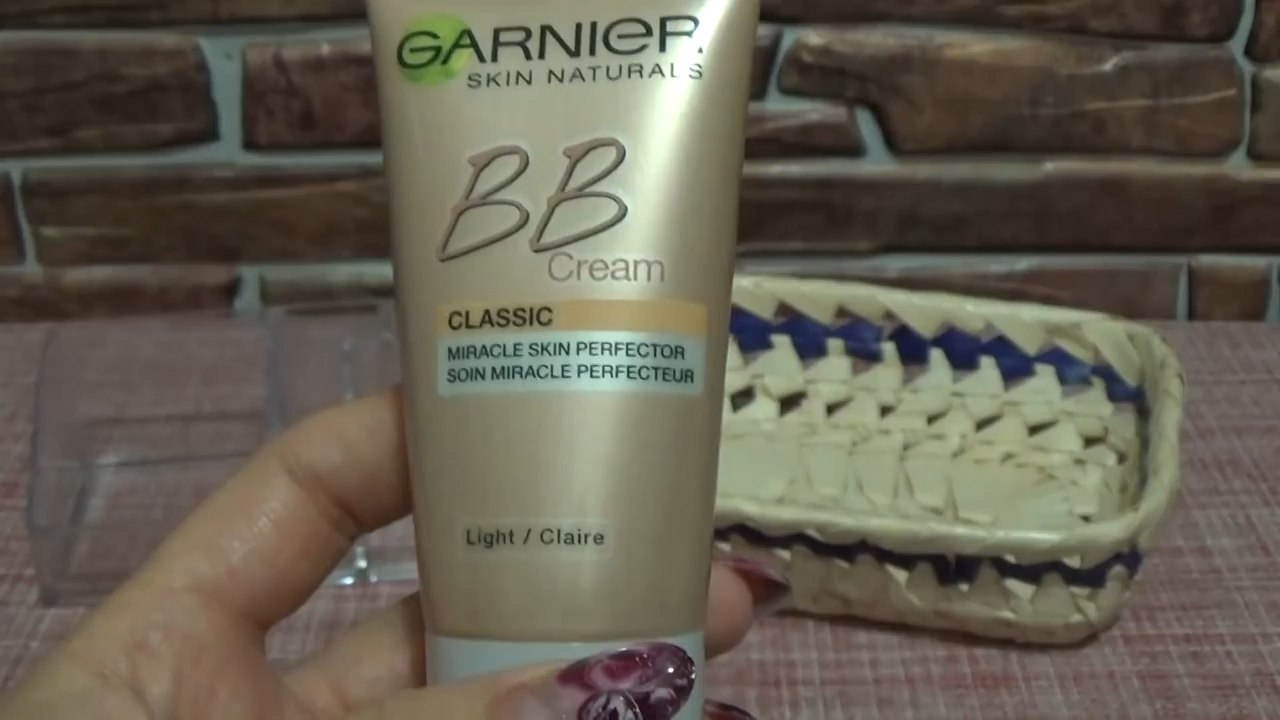 GARNIER
SKIN NATURALS
BB
Cream
CLASSIC
MIRACLE SKIN PERFECTOR
SOIN MIRACLE PERFECTEUR
Light / Claire